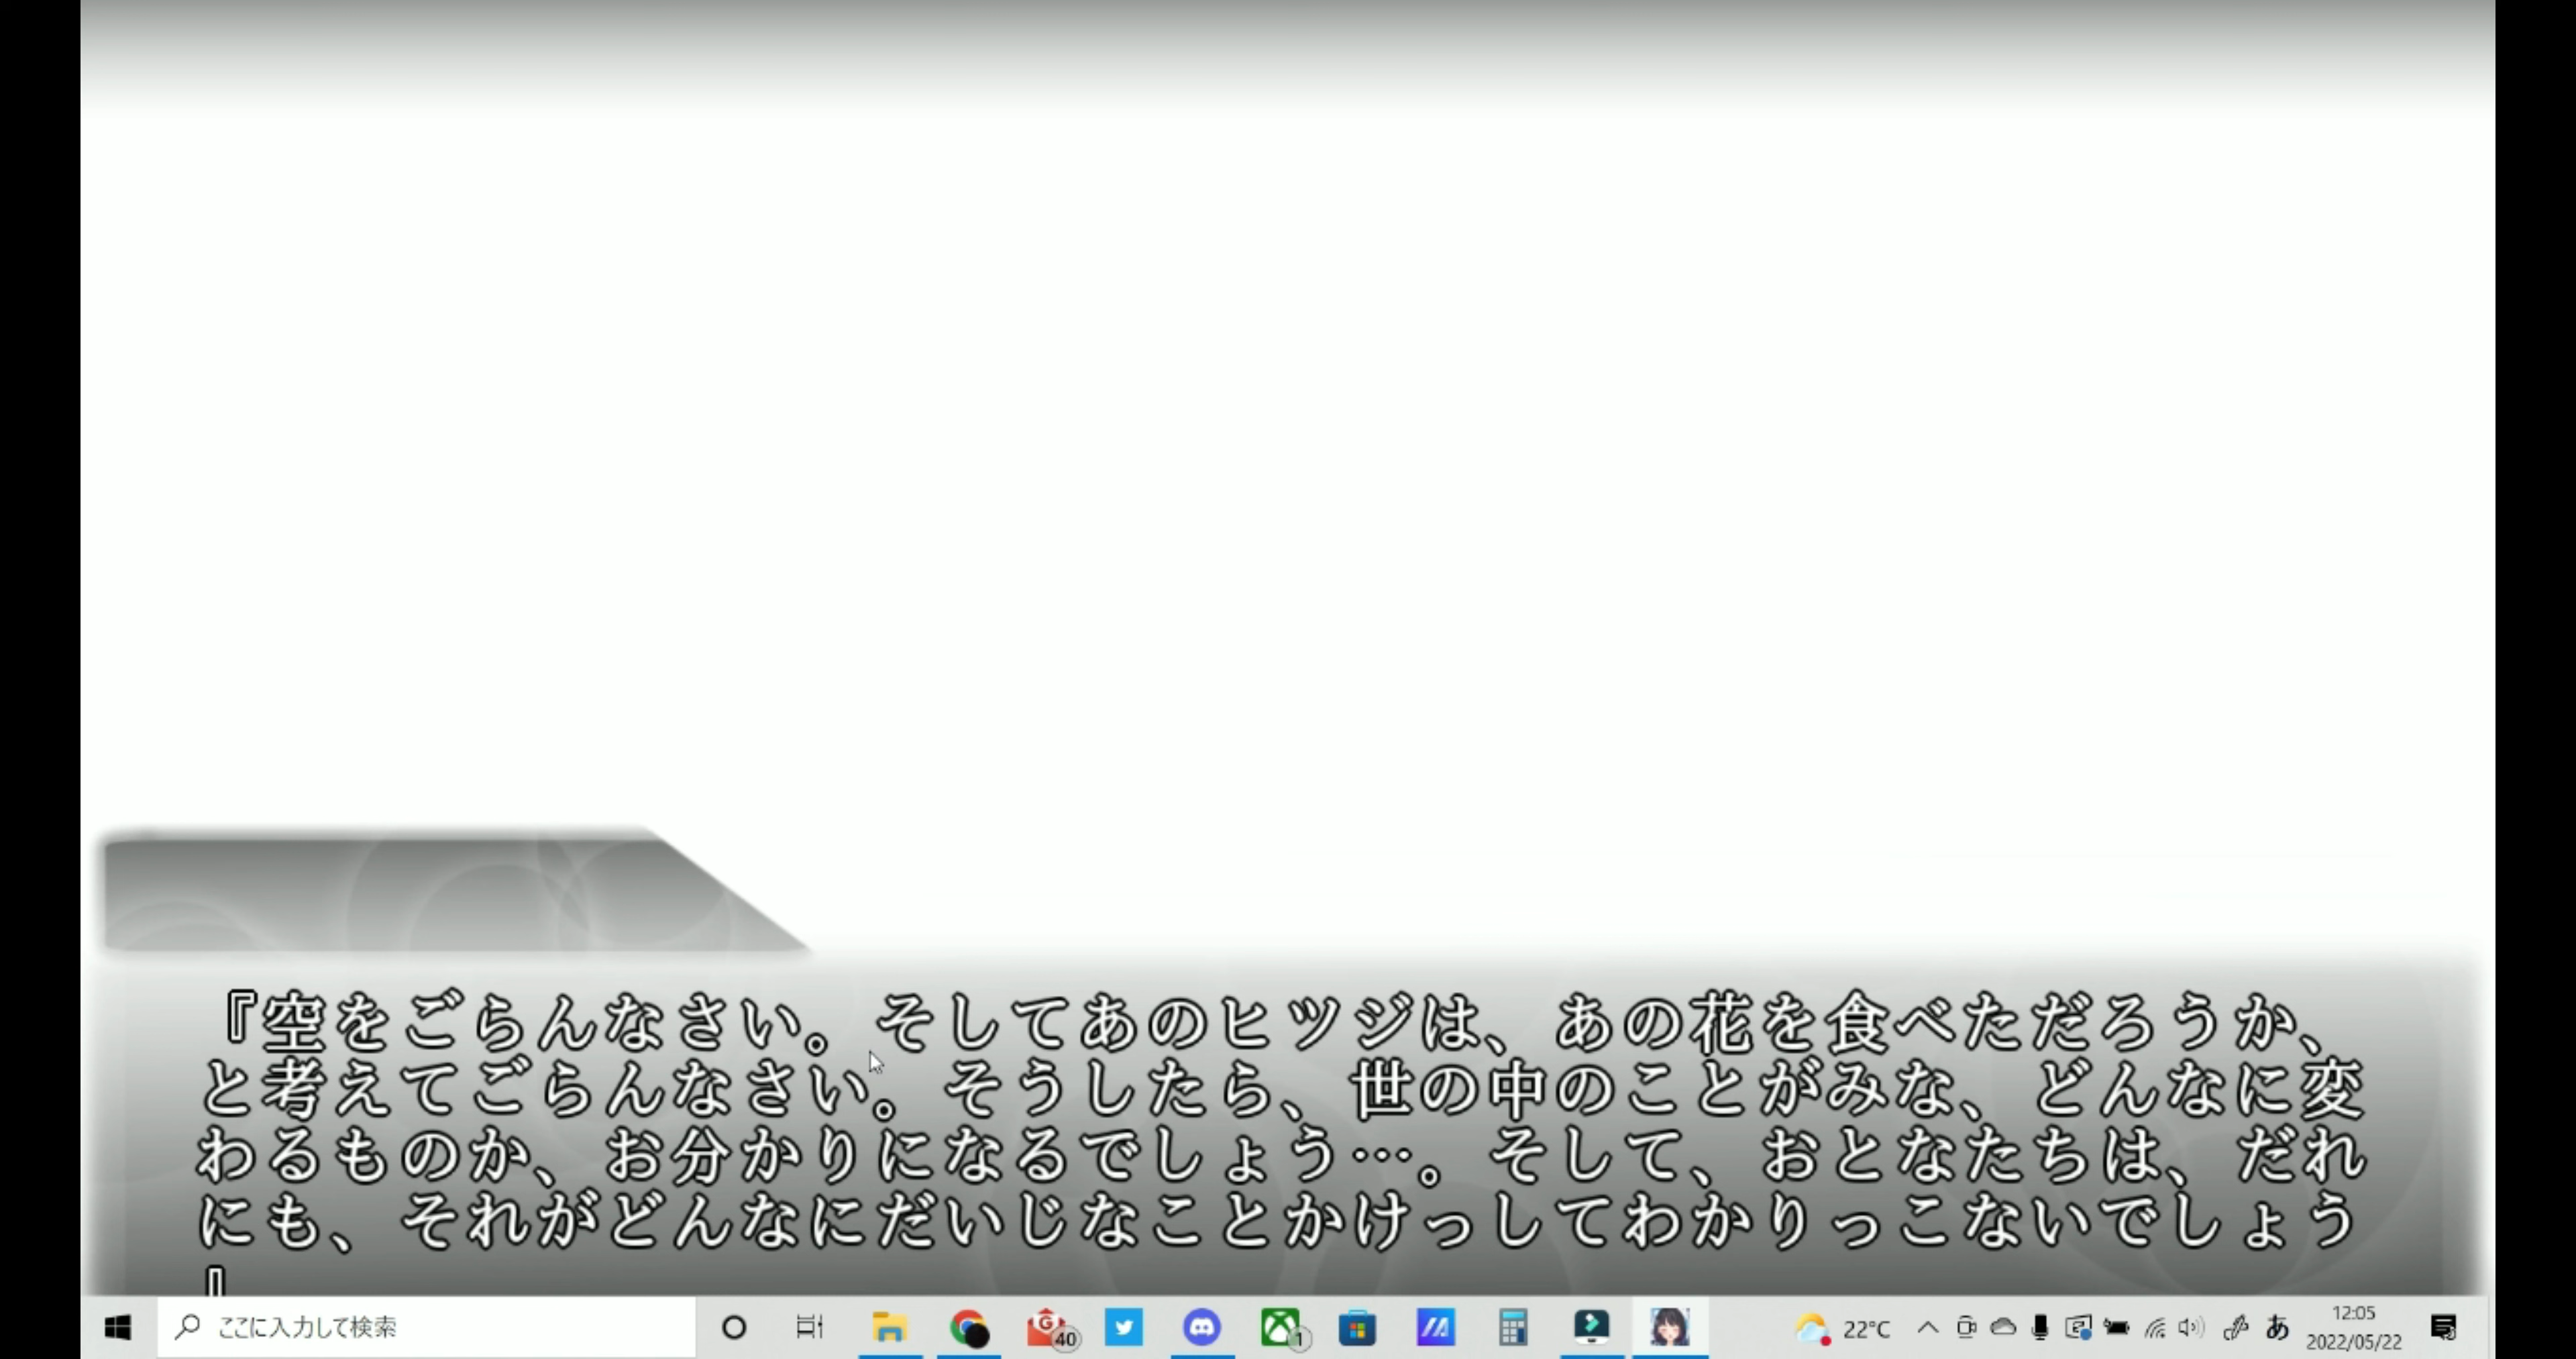 『空をごらんなさい。そしてあのヒツジは、あの花を食べただろうか、
と考えてごらんなさい。そうしたら、世の中のことがみな、どんなに変
わるものか、お分かりになるでしょう…。そして、おとなたちは、だれ
にも、それがどんなにだいじなことかけっしてわかりっこないでしょう
』
ここに入力して検索
40
1
22°C
あ
12:05
2022/05/22